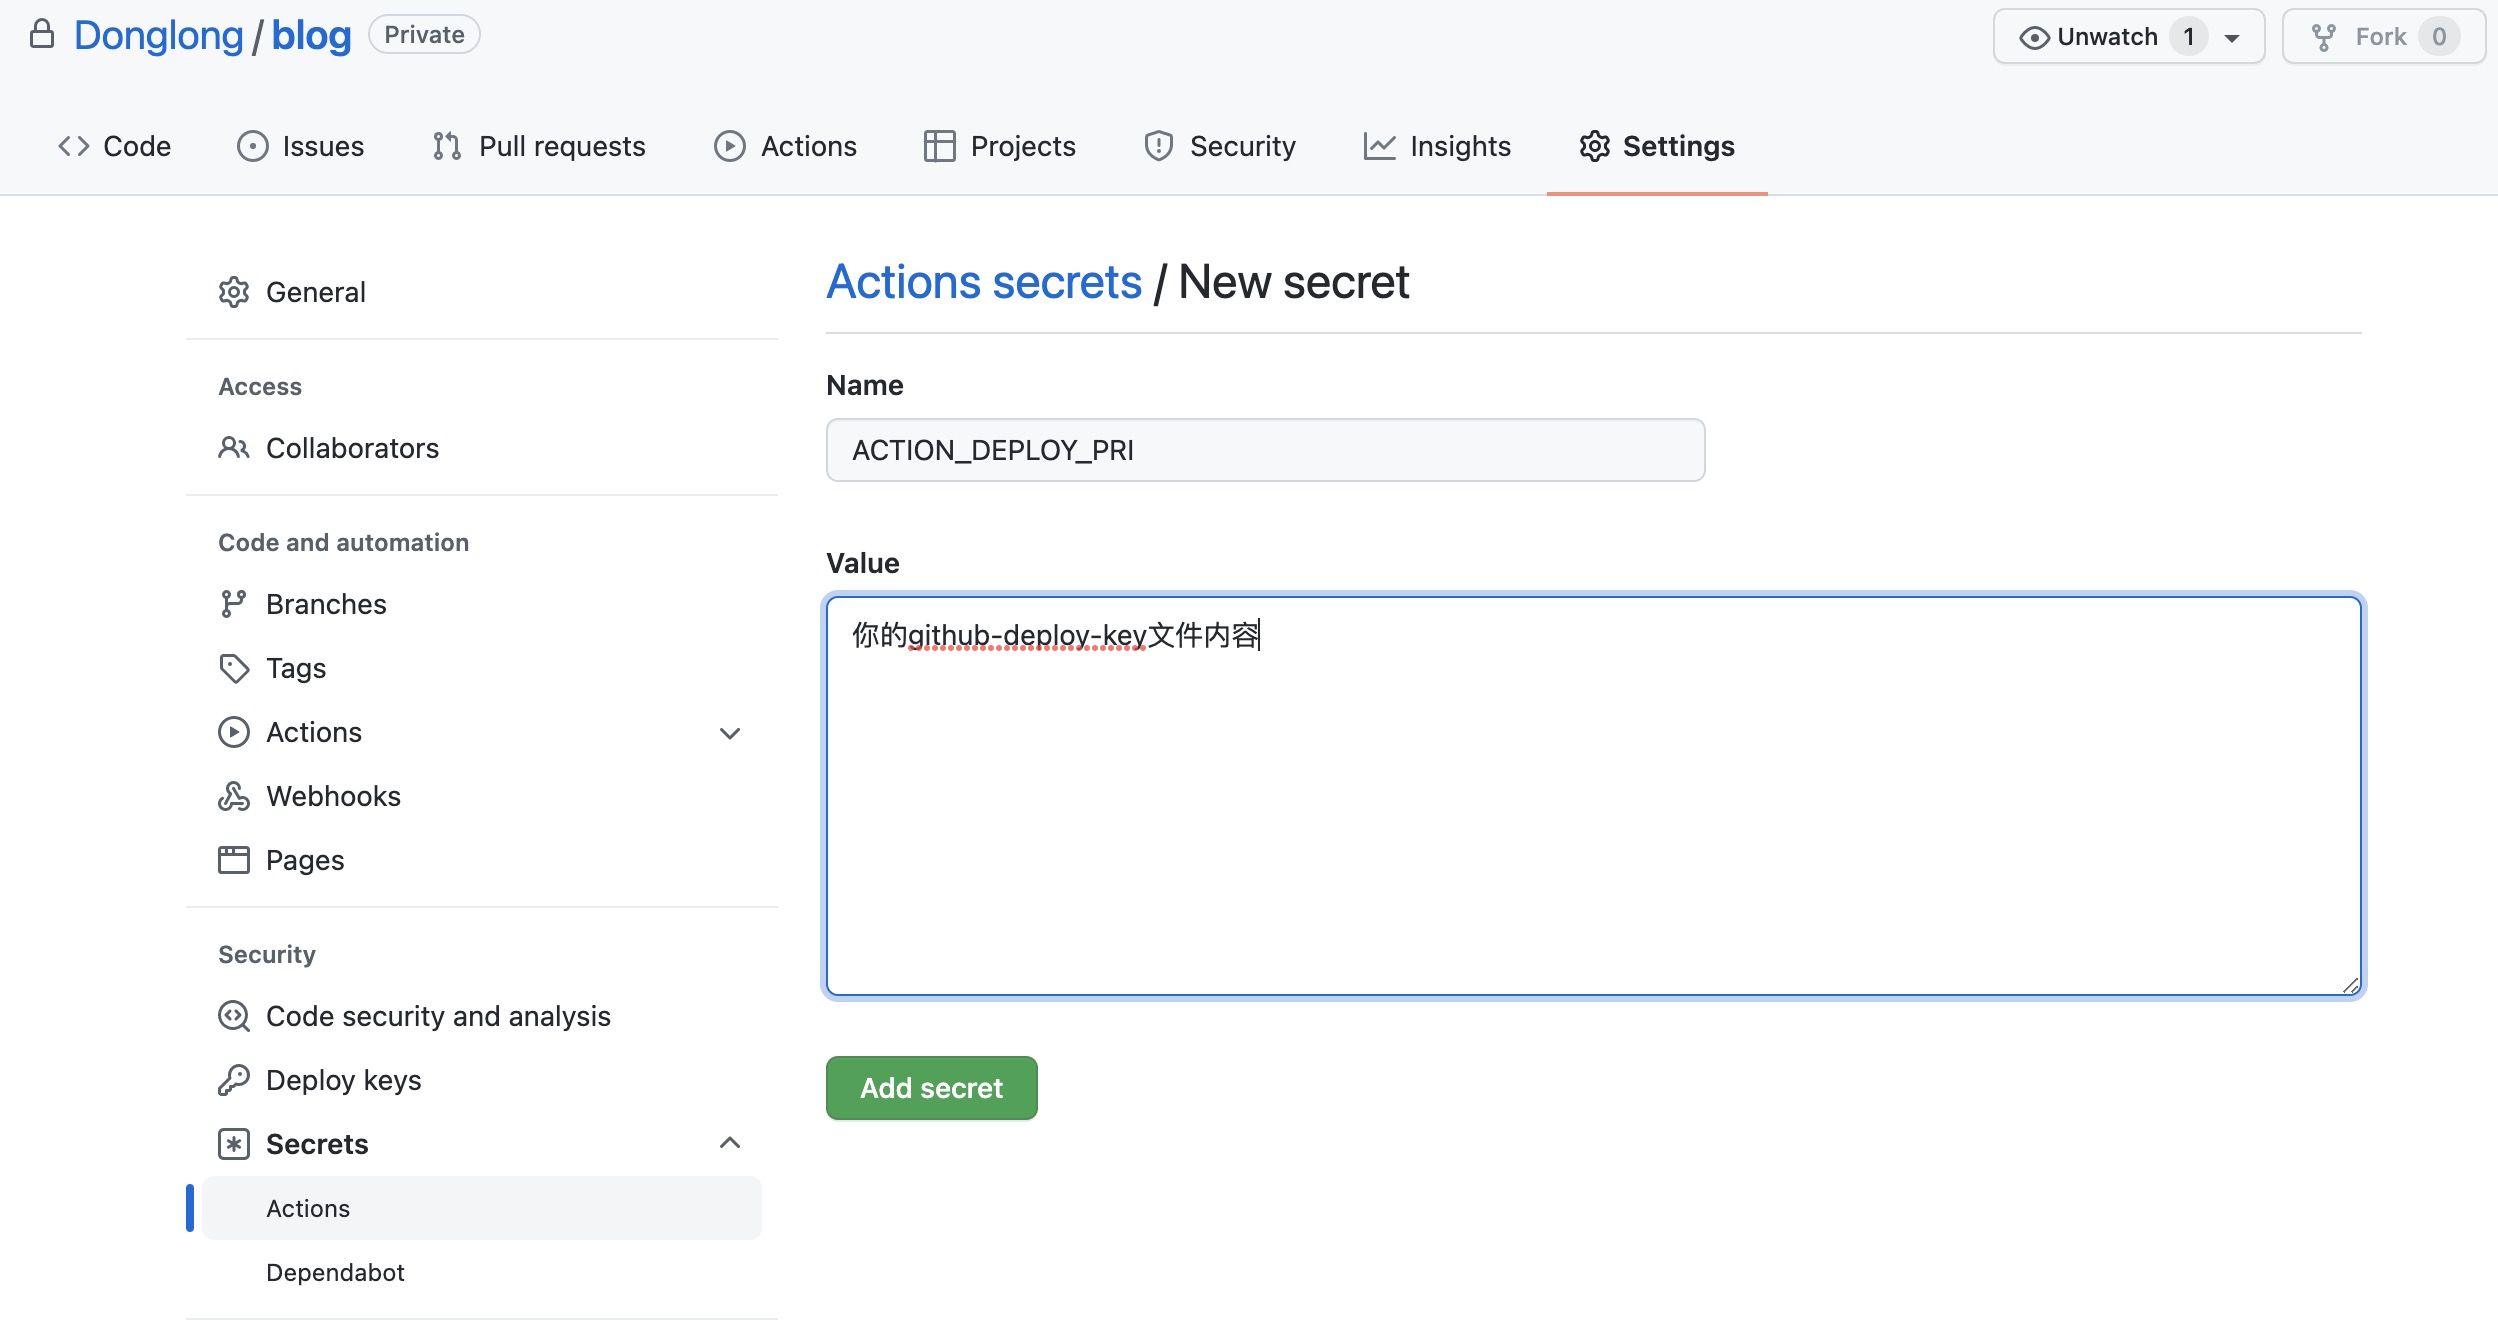 Donglong / blog Private Unwatch 1 Fork 0
Code Issues Pull requests Actions Projects Security Insights Settings
General
Access
Collaborators
Code and automation
Branches
Tags
Actions
Webhooks
Pages
Security
Code security and analysis
Deploy keys
Secrets
Actions
Dependabot
Actions secrets / New secret
Name
ACTION_DEPLOY_PRI
Value
你的github-deploy-key文件内容
Add secret